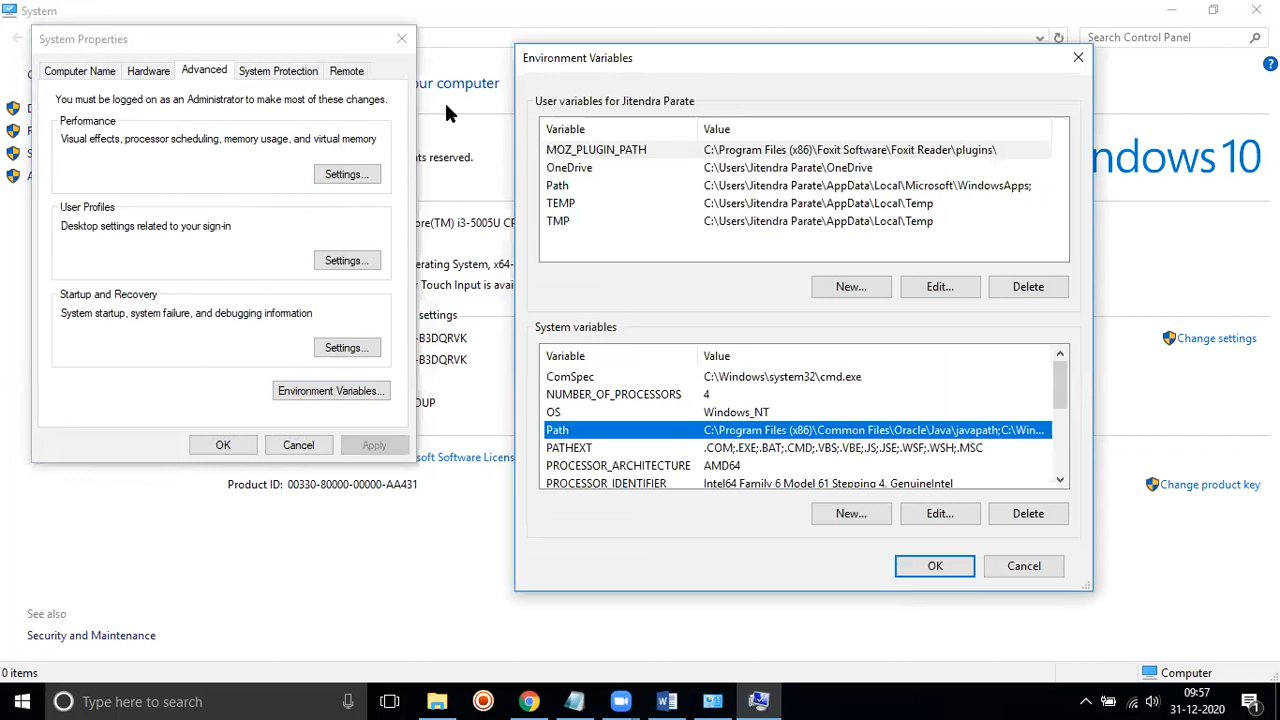 System
Search Control Panel
System Properties
Computer Name
Hardware
Advanced
System Protection
Remote
You must be logged on as an Administrator to make most of these changes.
Performance
Visual effects, processor scheduling, memory usage, and virtual memory
Settings...
User Profiles
Desktop settings related to your sign-in
Settings...
Startup and Recovery
System startup, system failure, and debugging information
Settings...
Environment Variables...
OK
Cancel
Apply
our computer
ts reserved.
ore(TM) i3-5005U CP
erating System, x64-
r Touch Input is avai
settings
-B3DQRVK
-B3DQRVK
OUP
soft Software Licens
Product ID: 00330-80000-00000-AA431
ndows 10
Change settings
Change product key
Environment Variables
User variables for Jitendra Parate
Variable Value
MOZ_PLUGIN_PATH C:\Program Files (x86)\Foxit Software\Foxit Reader\plugins\
OneDrive C:\Users\Jitendra Parate\OneDrive
Path C:\Users\Jitendra Parate\AppData\Local\Microsoft\WindowsApps;
TEMP C:\Users\Jitendra Parate\AppData\Local\Temp
TMP C:\Users\Jitendra Parate\AppData\Local\Temp
New... Edit... Delete
System variables
Variable Value
ComSpec C:\Windows\system32\cmd.exe
NUMBER_OF_PROCESSORS 4
OS Windows_NT
Path C:\Program Files (x86)\Common Files\Oracle\Java\javapath;C:\Win...
PATHEXT .COM;.EXE;.BAT;.CMD;.VBS;.VBE;.JS;.JSE;.WSF;.WSH;.MSC
PROCESSOR_ARCHITECTURE AMD64
PROCESSOR_IDENTIFIER Intel64 Family 6 Model 61 Stepping 4, GenuineIntel
New... Edit... Delete
OK Cancel
See also
Security and Maintenance
0 items
Computer
Type here to search
09:57
31-12-2020
1